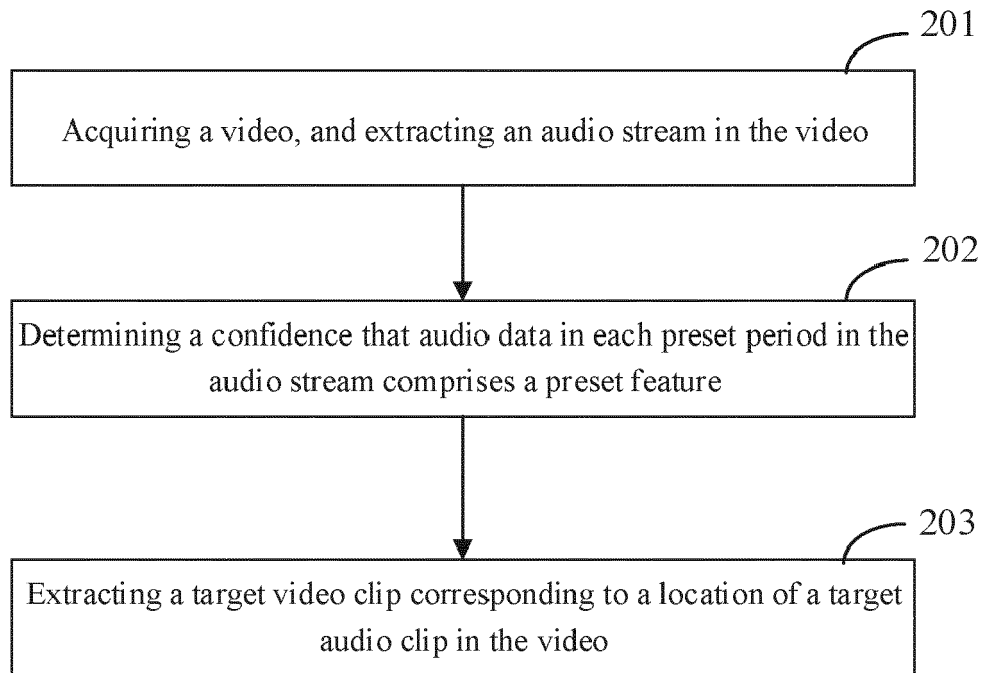 201
Acquiring a video, and extracting an audio stream in the video
202
Determining a confidence that audio data in each preset period in the
audio stream comprises a preset feature
203
Extracting a target video clip corresponding to a location of a target
audio clip in the video